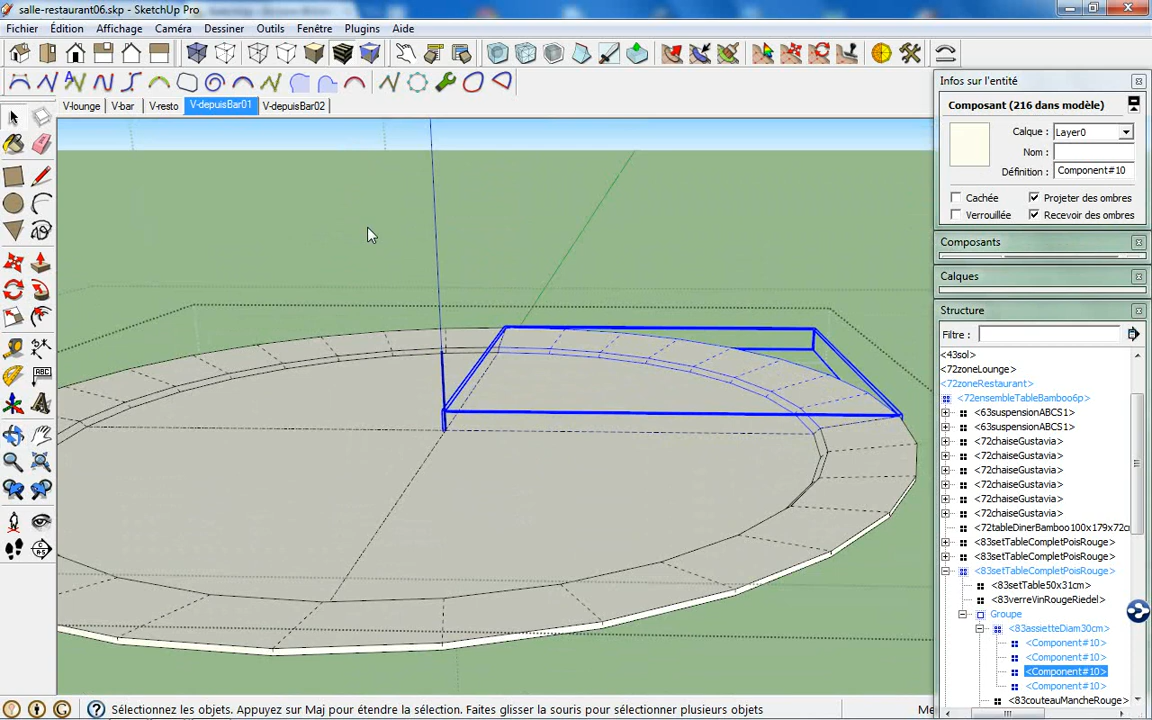 salle-restaurant06.skp - SketchUp Pro
Fichier Édition Affichage Caméra Dessiner Outils Fenêtre Plugins Aide
V-lounge V-bar V-resto V-depuisBar01 V-depuisBar02
Infos sur l'entité
Composant (216 dans modèle)
Calque : Layer0
Nom :
Définition : Component#10
Cachée Projeter des ombres
Verrouillée Recevoir des ombres
Composants
Calques
Structure
Filtre :
<43sol>
<72zoneLounge>
<72zoneRestaurant>
<72ensembleTableBamboo6p>
<63suspensionABCS1>
<63suspensionABCS1>
<72chaiseGustavia>
<72chaiseGustavia>
<72chaiseGustavia>
<72chaiseGustavia>
<72chaiseGustavia>
<72chaiseGustavia>
<72tableDinerBamboo100x179x72c
<83setTableCompletPoisRouge>
<83setTableCompletPoisRouge>
<83setTableCompletPoisRouge>
<83setTable50x31cm>
<83verreVinRougeRiedel>
Groupe
<83assietteDiam30cm>
<Component#10>
<Component#10>
<Component#10>
<Component#10>
<83couteauMancheRouge>
Sélectionnez les objets. Appuyez sur Maj pour étendre la sélection. Faites glisser la souris pour sélectionner plusieurs objets